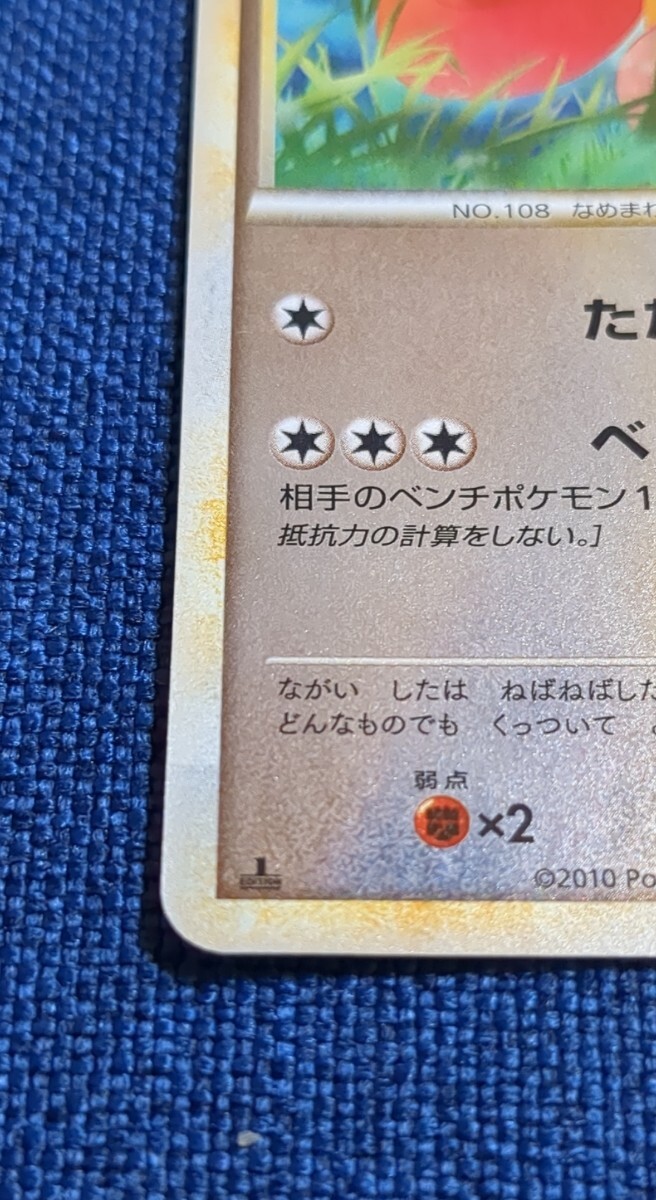 NO.108 なめまわ
たた
ベ
相手のベンチポケモン1
抵抗力の計算をしない。]
ながい したは ねばねばした
どんなものでも くっついて
弱点
×2
1
EDITION
©2010 Po